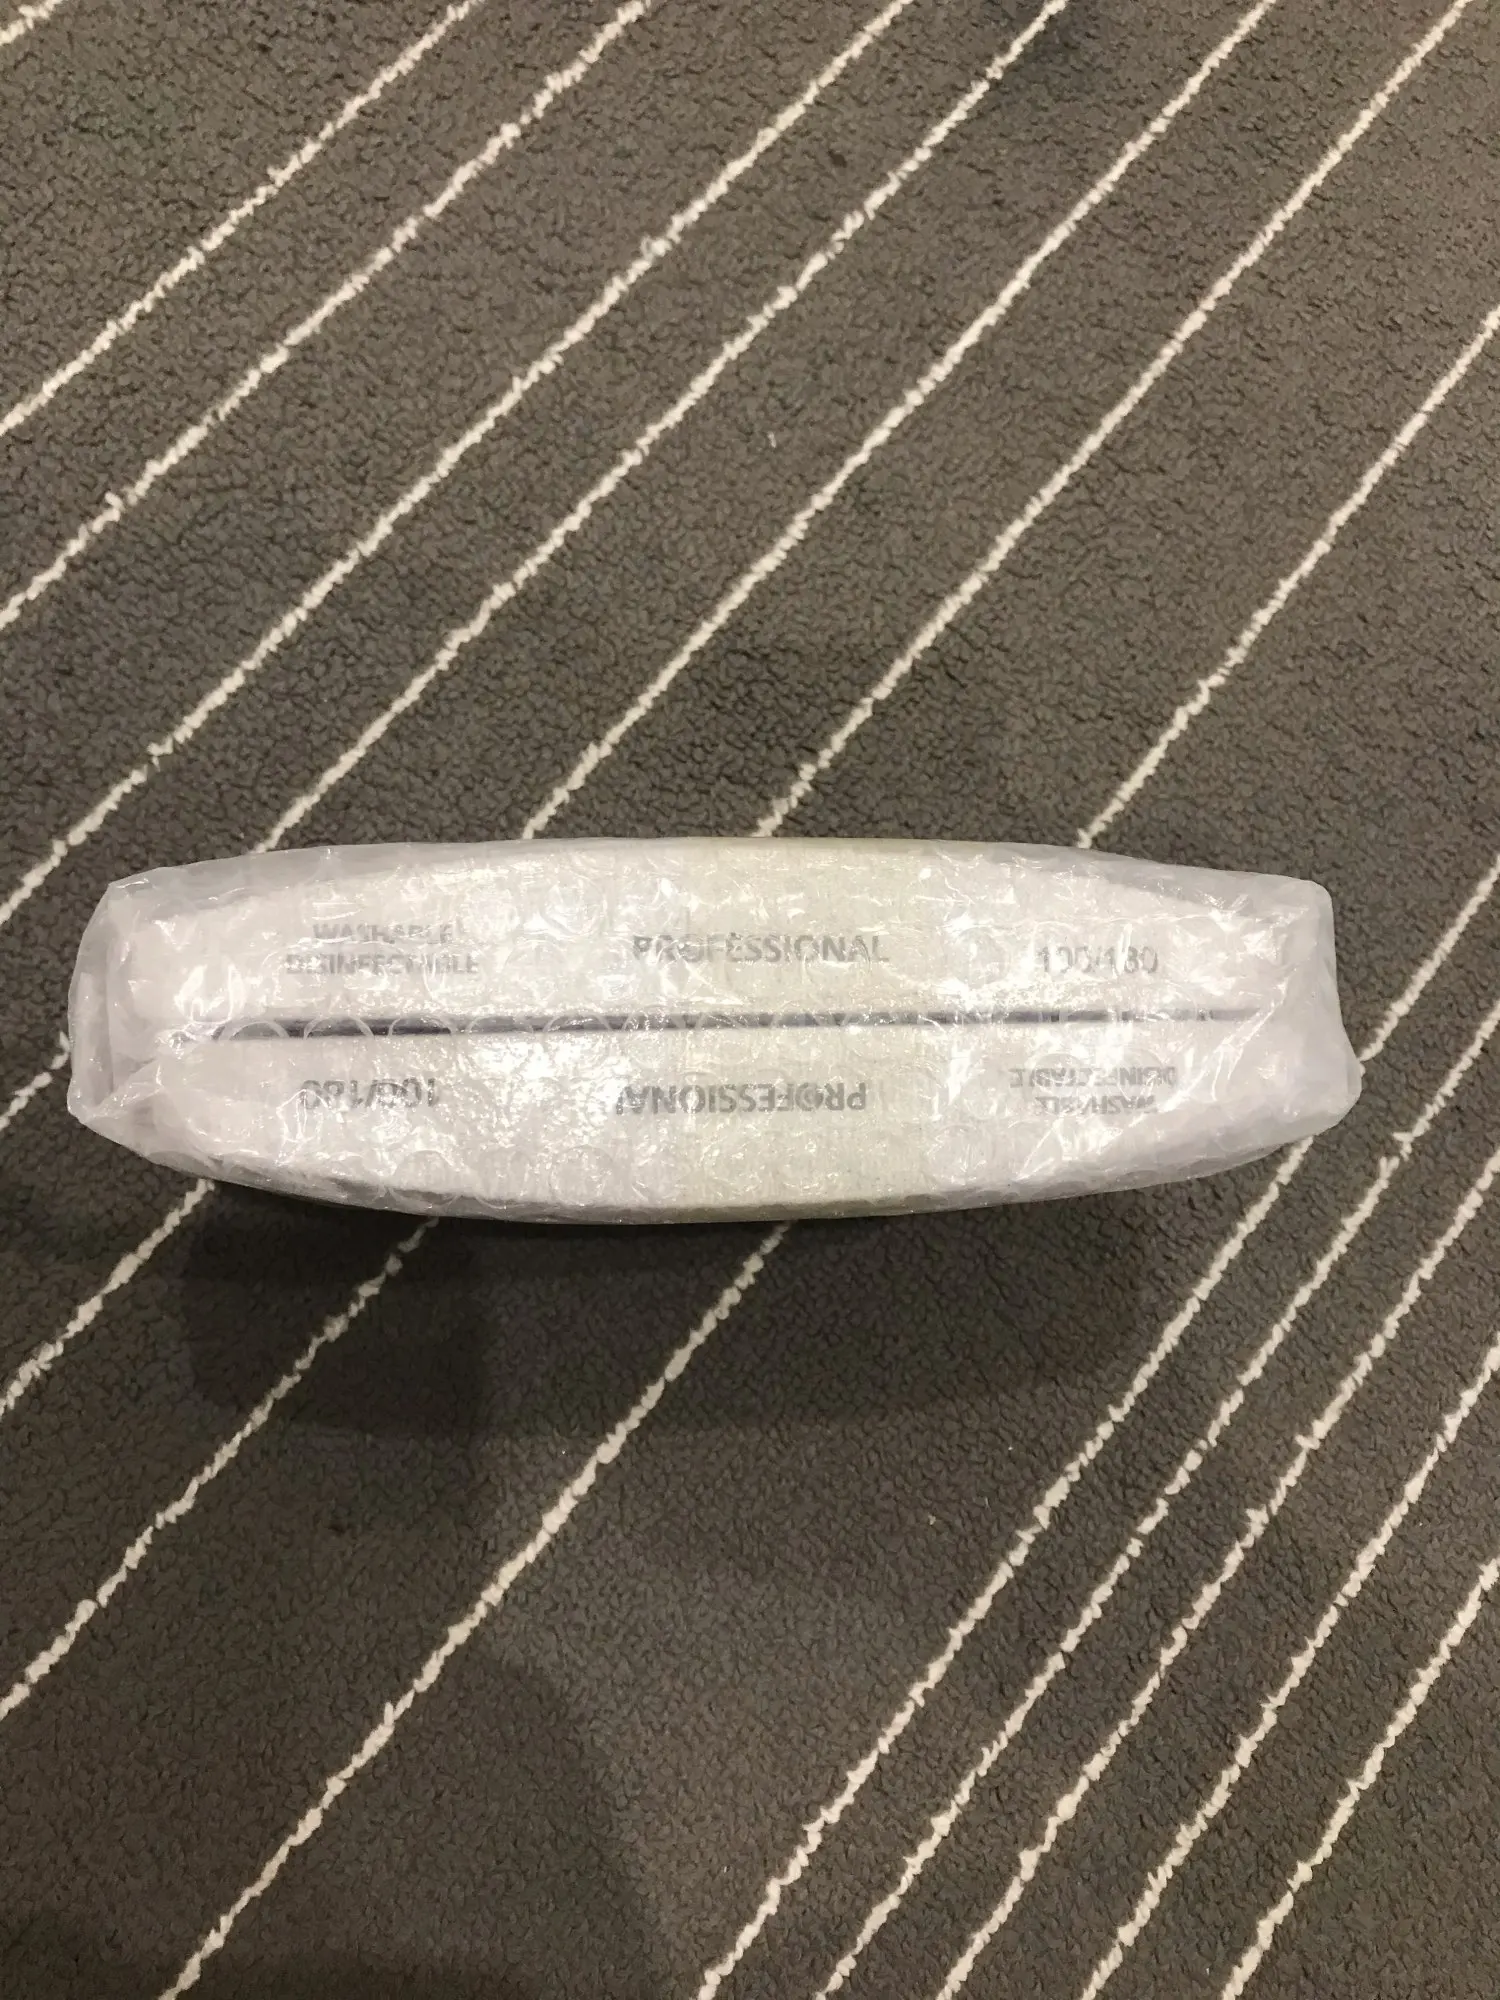 WASHABLE
DISINFECTABLE
PROFESSIONAL
100/180
WASHABLE
DISINFECTABLE
PROFESSIONAL
100/180